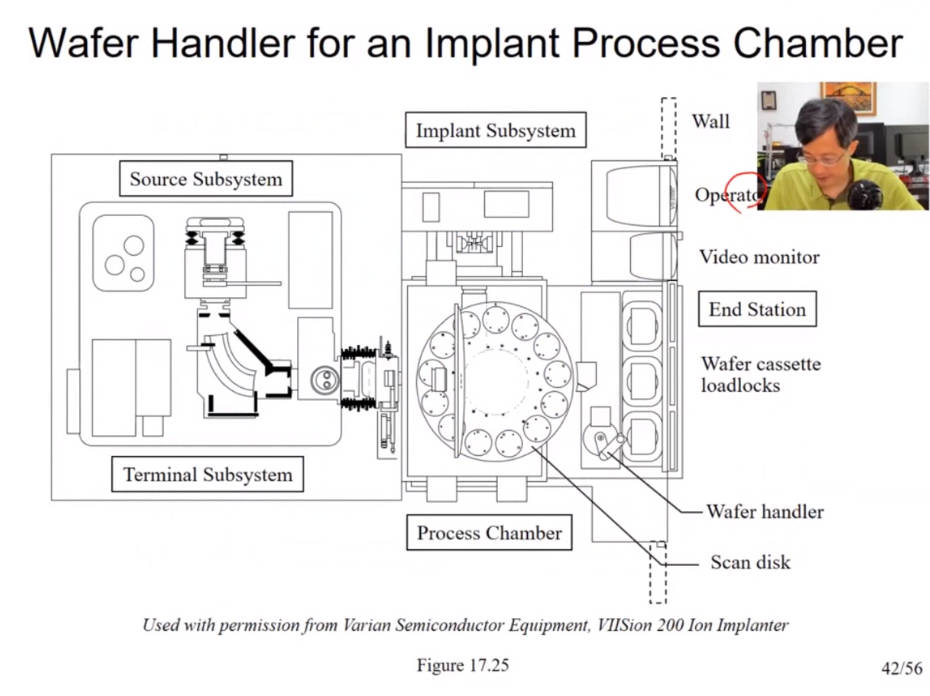 Wafer Handler for an Implant Process Chamber
Implant Subsystem
Wall
Source Subsystem
Video monitor
End Station
Wafer cassette
loadlocks
Terminal Subsystem
Wafer handler
Process Chamber
Scan disk
Used with permission from Varian Semiconductor Equipment, VIISion 200 Ion Implanter
Figure 17.25
42/56